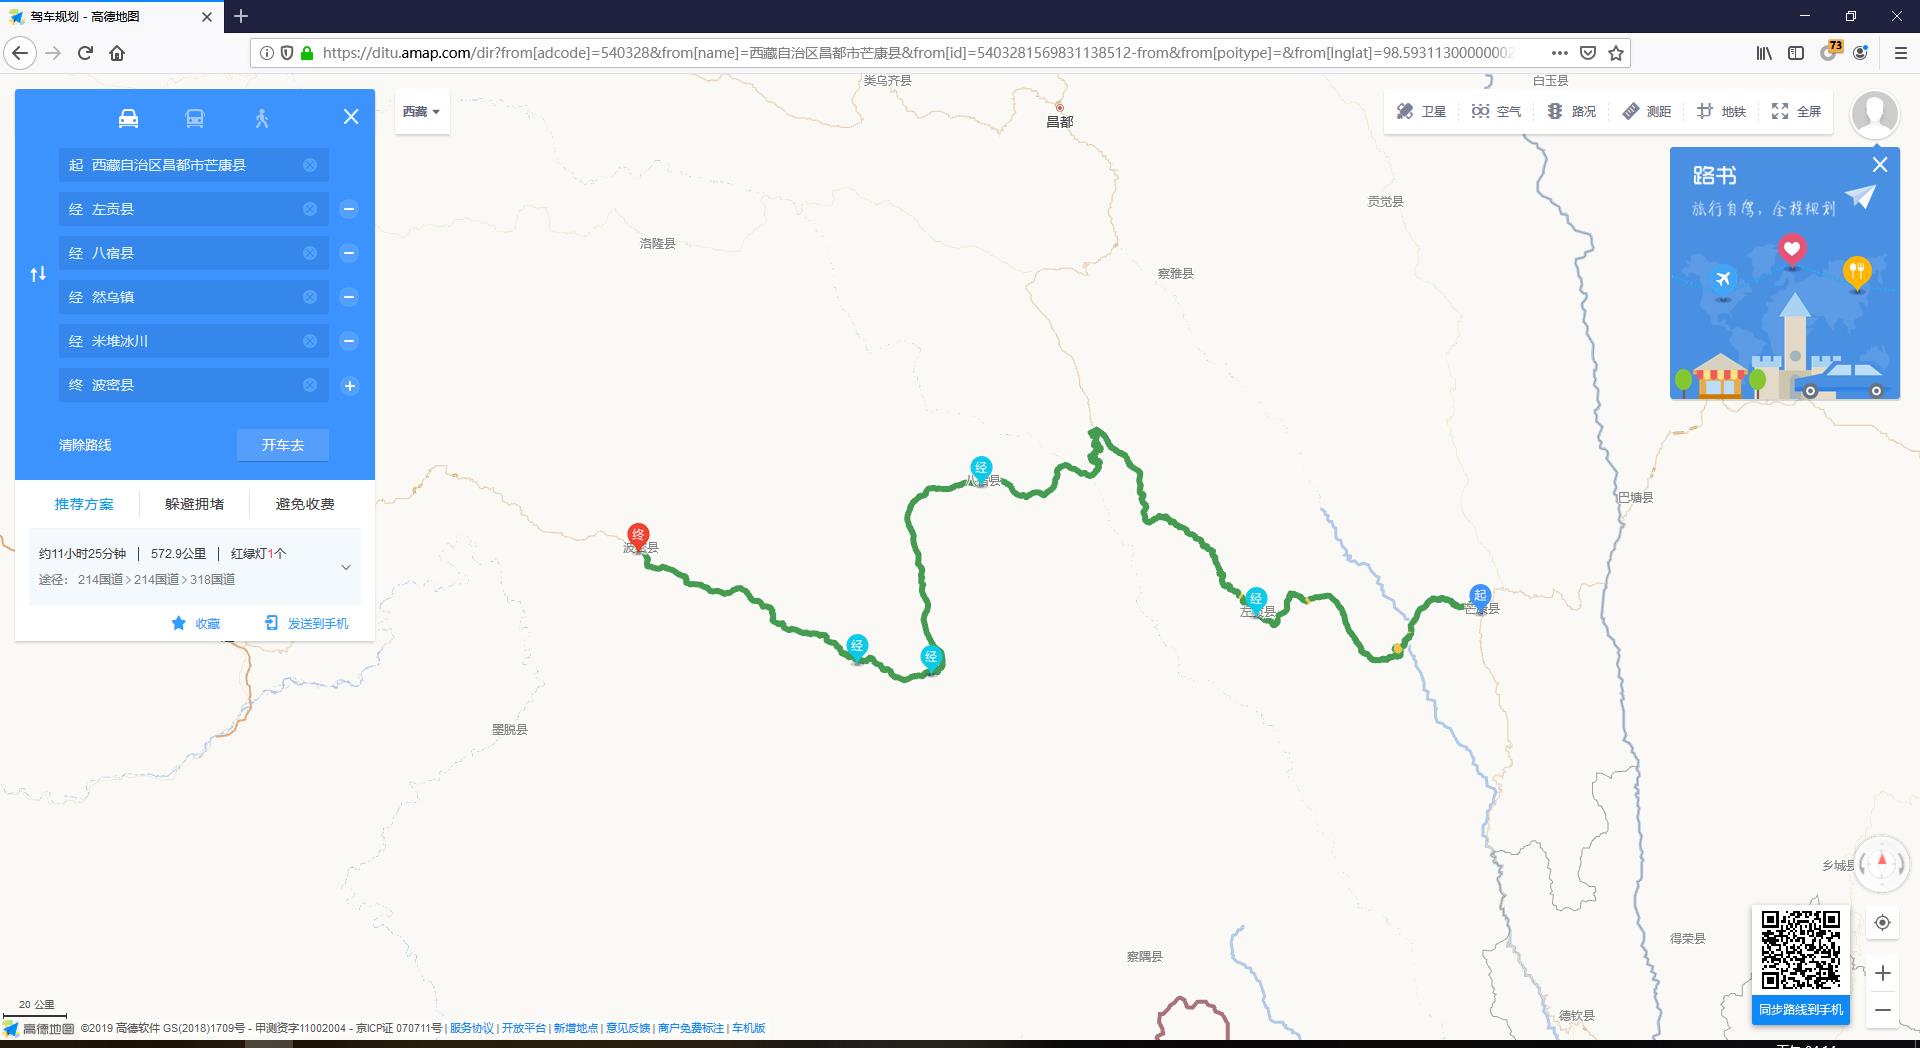 驾车规划 - 高德地图
https://ditu.amap.com/dir?from[adcode]=540328&from[name]=西藏自治区昌都市芒康县&from[id]=5403281569831138512-from&from[poitype]=&from[lnglat]=98.5931130000000
73
起 西藏自治区昌都市芒康县
经 左贡县
经 八宿县
经 然乌镇
经 米堆冰川
终 波密县
清除路线
开车去
推荐方案
躲避拥堵
避免收费
约11小时25分钟 | 572.9公里 | 红绿灯1个
途径: 214国道 > 214国道 > 318国道
收藏
发送到手机
西藏
卫星
空气
路况
测距
地铁
全屏
路书
旅行自驾,全程规划
类乌齐县
白玉县
昌都
贡觉县
洛隆县
察雅县
经
八宿县
巴塘县
终
波密县
经
左贡县
起
芒康县
经
经
墨脱县
乡城县
得荣县
察隅县
德钦县
同步路线到手机
20 公里
高德地图 ©2019 高德软件 GS(2018)1709号 - 甲测资字11002004 - 京ICP证 070711号 | 服务协议 | 开放平台 | 新增地点 | 意见反馈 | 商户免费标注 | 车机版